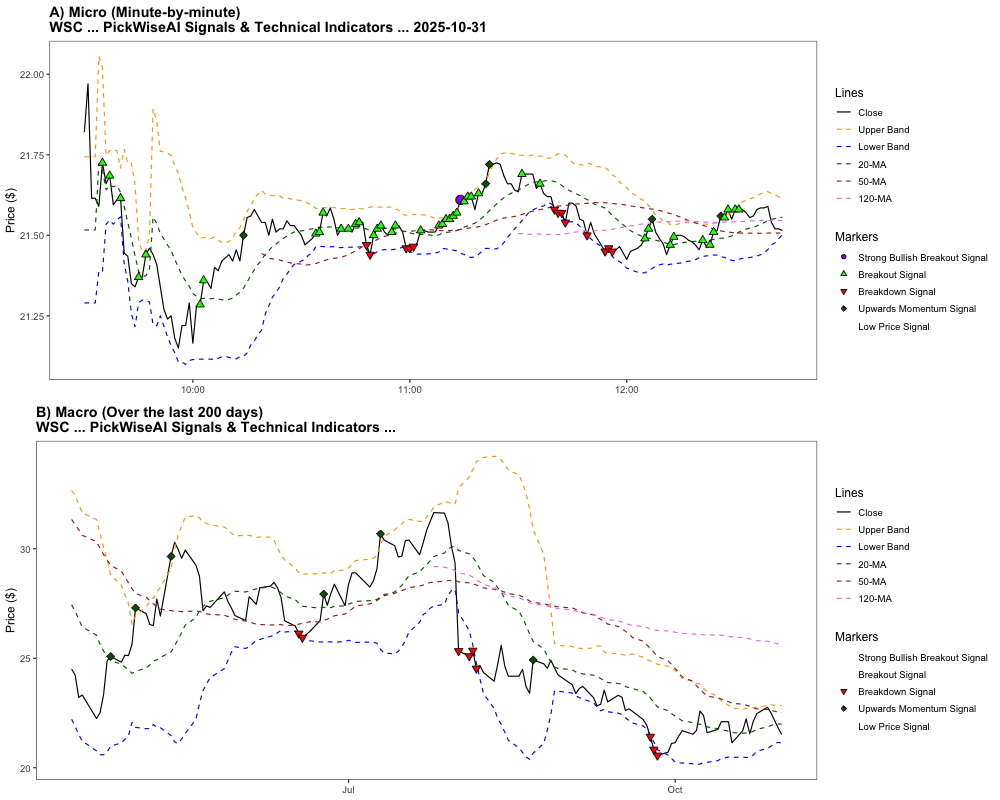 A) Micro (Minute-by-minute)
WSC ... PickWiseAI Signals & Technical Indicators ... 2025-10-31
Price ($)
22.00
21.75
21.50
21.25
10:00
11:00
12:00
Lines
Close
Upper Band
Lower Band
20-MA
50-MA
120-MA
Markers
Strong Bullish Breakout Signal
Breakout Signal
Breakdown Signal
Upwards Momentum Signal
Low Price Signal
B) Macro (Over the last 200 days)
WSC ... PickWiseAI Signals & Technical Indicators ...
Price ($)
30
25
20
Jul
Oct
Lines
Close
Upper Band
Lower Band
20-MA
50-MA
120-MA
Markers
Strong Bullish Breakout Signal
Breakout Signal
Breakdown Signal
Upwards Momentum Signal
Low Price Signal